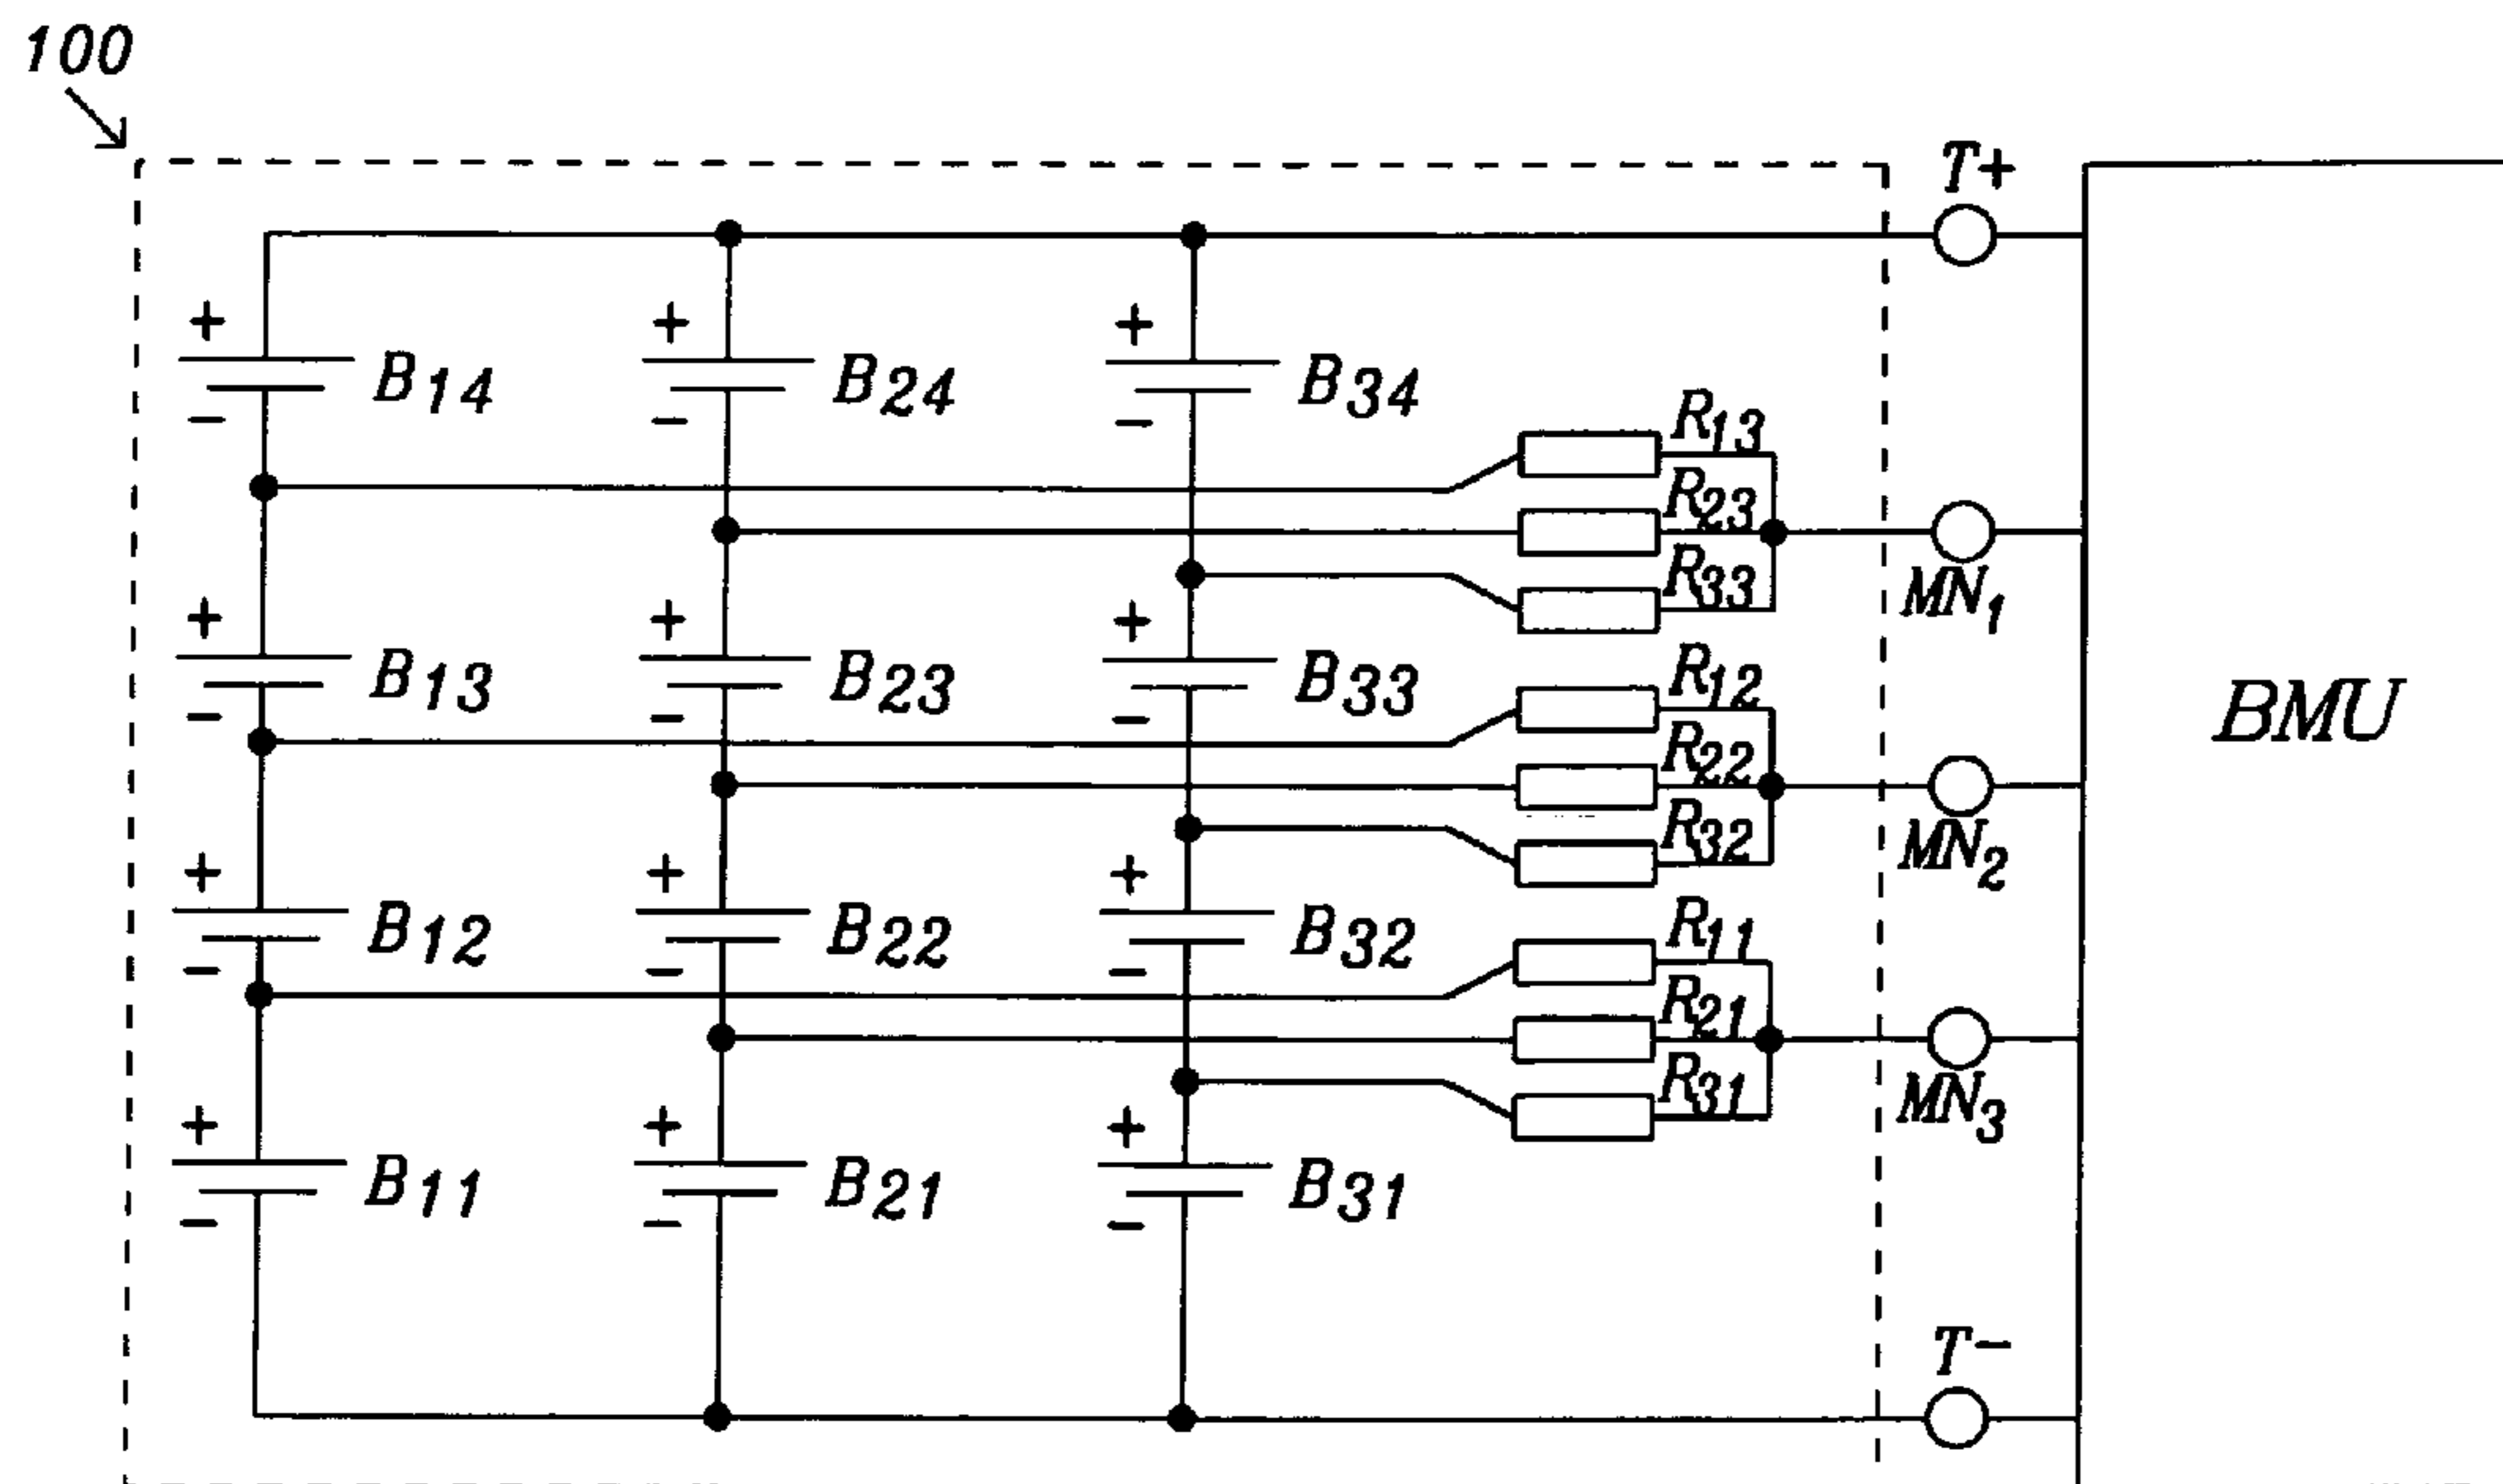 100
T+
+ + +
B14 B24 B34
- - -
R13
R23
R33
MN1
+ + +
B13 B23 B33
- - -
R12
R22
R32
MN2
BMU
+ + +
B12 B22 B32
- - -
R11
R21
R31
MN3
+ + +
B11 B21 B31
- - -
T-